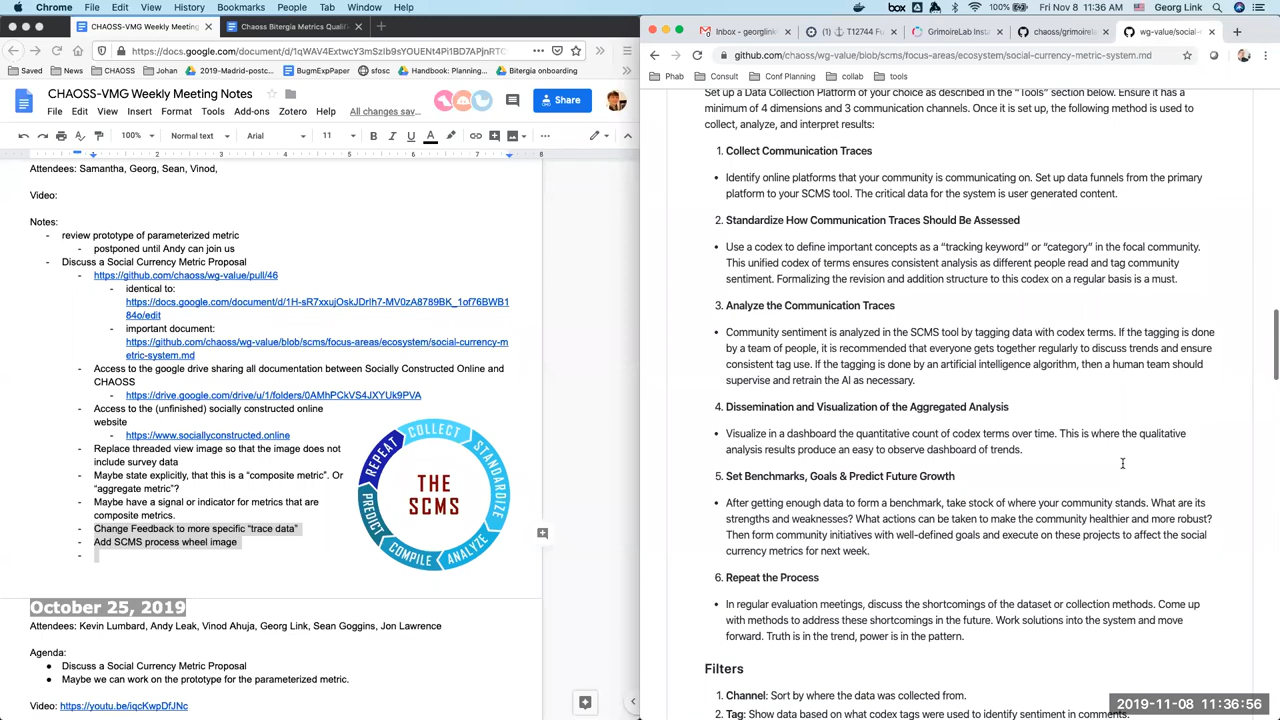 Chrome File Edit View History Bookmarks People Tab Window Help
100% Fri Nov 8 11:36 AM Georg Link
CHAOSS-VMG Weekly Meeting
Chaoss Bitergia Metrics Qualif
https://docs.google.com/document/d/1qWAV4ExtwcY3mSzIb9sYOUENt4Pi1BD7APjnRTC
Saved News CHAOSS Johan 2019-Madrid-postc... BugmExpPaper sfosc Handbook: Planning... Bitergia onboarding
CHAOSS-VMG Weekly Meeting Notes
File Edit View Insert Format Tools Add-ons Zotero Help All changes sav...
Share
100% Normal text Arial 11 B I U A
2 3 4 5 6 7 8
Attendees: Samantha, Georg, Sean, Vinod,
Video:
Notes:
- review prototype of parameterized metric
- postponed until Andy can join us
- Discuss a Social Currency Metric Proposal
- https://github.com/chaoss/wg-value/pull/46
- identical to:
https://docs.google.com/document/d/1H-sR7xxujOskJDrIh7-MV0zA8789BK_1of76BWB1
84o/edit
- important document:
https://github.com/chaoss/wg-value/blob/scms/focus-areas/ecosystem/social-currency-m
etric-system.md
- Access to the google drive sharing all documentation between Socially Constructed Online and
CHAOSS
- https://drive.google.com/drive/u/1/folders/0AMhPCkVS4JXYUk9PVA
- Access to the (unfinished) socially constructed online
website
- https://www.sociallyconstructed.online
- Replace threaded view image so that the image does not
include survey data
- Maybe state explicitly, that this is a “composite metric”. Or
“aggregate metric”?
- Maybe have a signal or indicator for metrics that are
composite metrics.
- Change Feedback to more specific “trace data”
- Add SCMS process wheel image
-
COLLECT STANDARDIZE ANALYZE COMPILE PREDICT REPEAT
THE
SCMS
October 25, 2019
Attendees: Kevin Lumbard, Andy Leak, Vinod Ahuja, Georg Link, Sean Goggins, Jon Lawrence
Agenda:
● Discuss a Social Currency Metric Proposal
● Maybe we can work on the prototype for the parameterized metric.
Video: https://youtu.be/iqcKwpDfJNc
Inbox - georglink
(1) T12744 Fu
GrimoireLab Inst
chaoss/grimoirel
wg-value/social-
github.com/chaoss/wg-value/blob/scms/focus-areas/ecosystem/social-currency-metric-system.md
Phab Consult Conf Planning collab tools
Set up a Data Collection Platform of your choice as described in the "Tools" section below. Ensure it has a
minimum of 4 dimensions and 3 communication channels. Once it is set up, the following method is used to
collect, analyze, and interpret results:
1. Collect Communication Traces
• Identify online platforms that your community is communicating on. Set up data funnels from the primary
platform to your SCMS tool. The critical data for the system is user generated content.
2. Standardize How Communication Traces Should Be Assessed
• Use a codex to define important concepts as a “tracking keyword” or “category” in the focal community.
This unified codex of terms ensures consistent analysis as different people read and tag community
sentiment. Formalizing the revision and addition structure to this codex on a regular basis is a must.
3. Analyze the Communication Traces
• Community sentiment is analyzed in the SCMS tool by tagging data with codex terms. If the tagging is done
by a team of people, it is recommended that everyone gets together regularly to discuss trends and ensure
consistent tag use. If the tagging is done by an artificial intelligence algorithm, then a human team should
supervise and retrain the AI as necessary.
4. Dissemination and Visualization of the Aggregated Analysis
• Visualize in a dashboard the quantitative count of codex terms over time. This is where the qualitative
analysis results produce an easy to observe dashboard of trends.
5. Set Benchmarks, Goals & Predict Future Growth
• After getting enough data to form a benchmark, take stock of where your community stands. What are its
strengths and weaknesses? What actions can be taken to make the community healthier and more robust?
Then form community initiatives with well-defined goals and execute on these projects to affect the social
currency metrics for next week.
6. Repeat the Process
• In regular evaluation meetings, discuss the shortcomings of the dataset or collection methods. Come up
with methods to address these shortcomings in the future. Work solutions into the system and move
forward. Truth is in the trend, power is in the pattern.
Filters
1. Channel: Sort by where the data was collected from.
2. Tag: Show data based on what codex tags were used to identify sentiment in comments.
2019-11-08 11:36:56